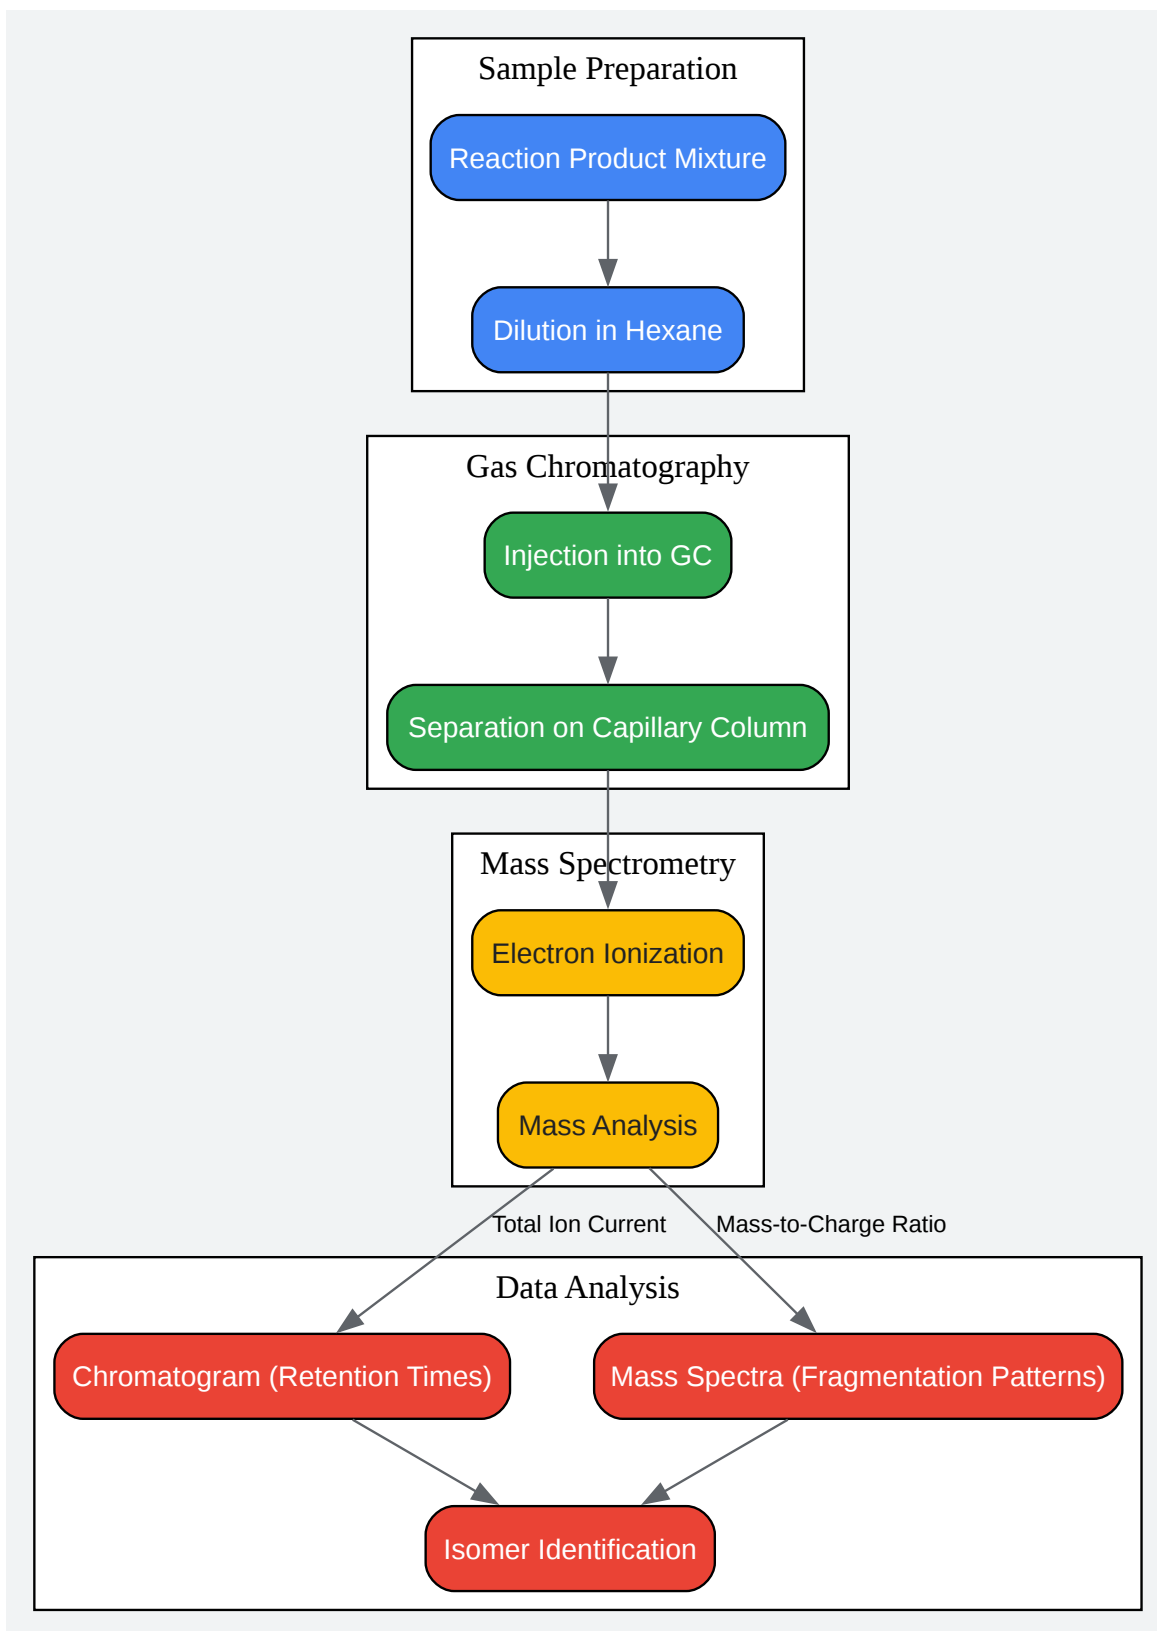 Sample Preparation
Reaction Product Mixture
Dilution in Hexane
Gas Chromatography
Injection into GC
Separation on Capillary Column
Mass Spectrometry
Electron Ionization
Mass Analysis
Total Ion Current
Mass-to-Charge Ratio
Data Analysis
Chromatogram (Retention Times)
Mass Spectra (Fragmentation Patterns)
Isomer Identification